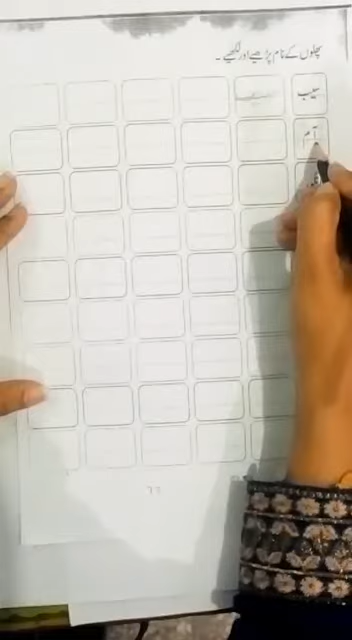 پھلوں کے نام پڑھیے اور لکھیے۔
سیب
آم